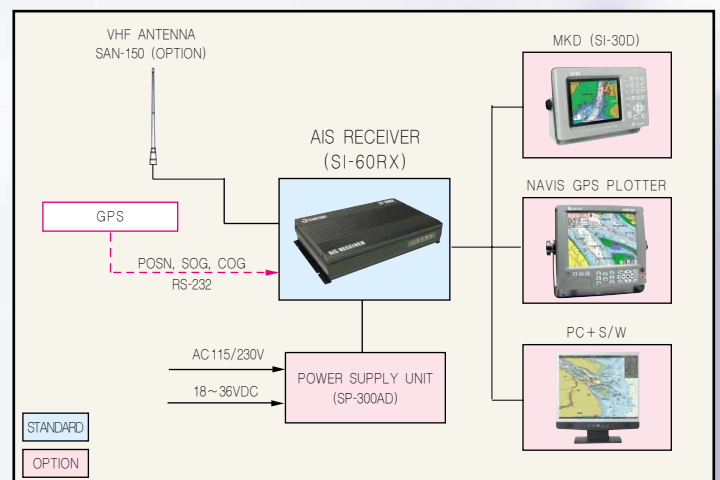 VHF ANTENNA
SAN-150 (OPTION)
MKD (SI-30D)
AIS RECEIVER
(SI-60RX)
AIS RECEIVER
NAVIS GPS PLOTTER
GPS
POSN, SOG, COG
RS-232
PC+S/W
AC115/230V
18~36VDC
POWER SUPPLY UNIT
(SP-300AD)
STANDARD
OPTION